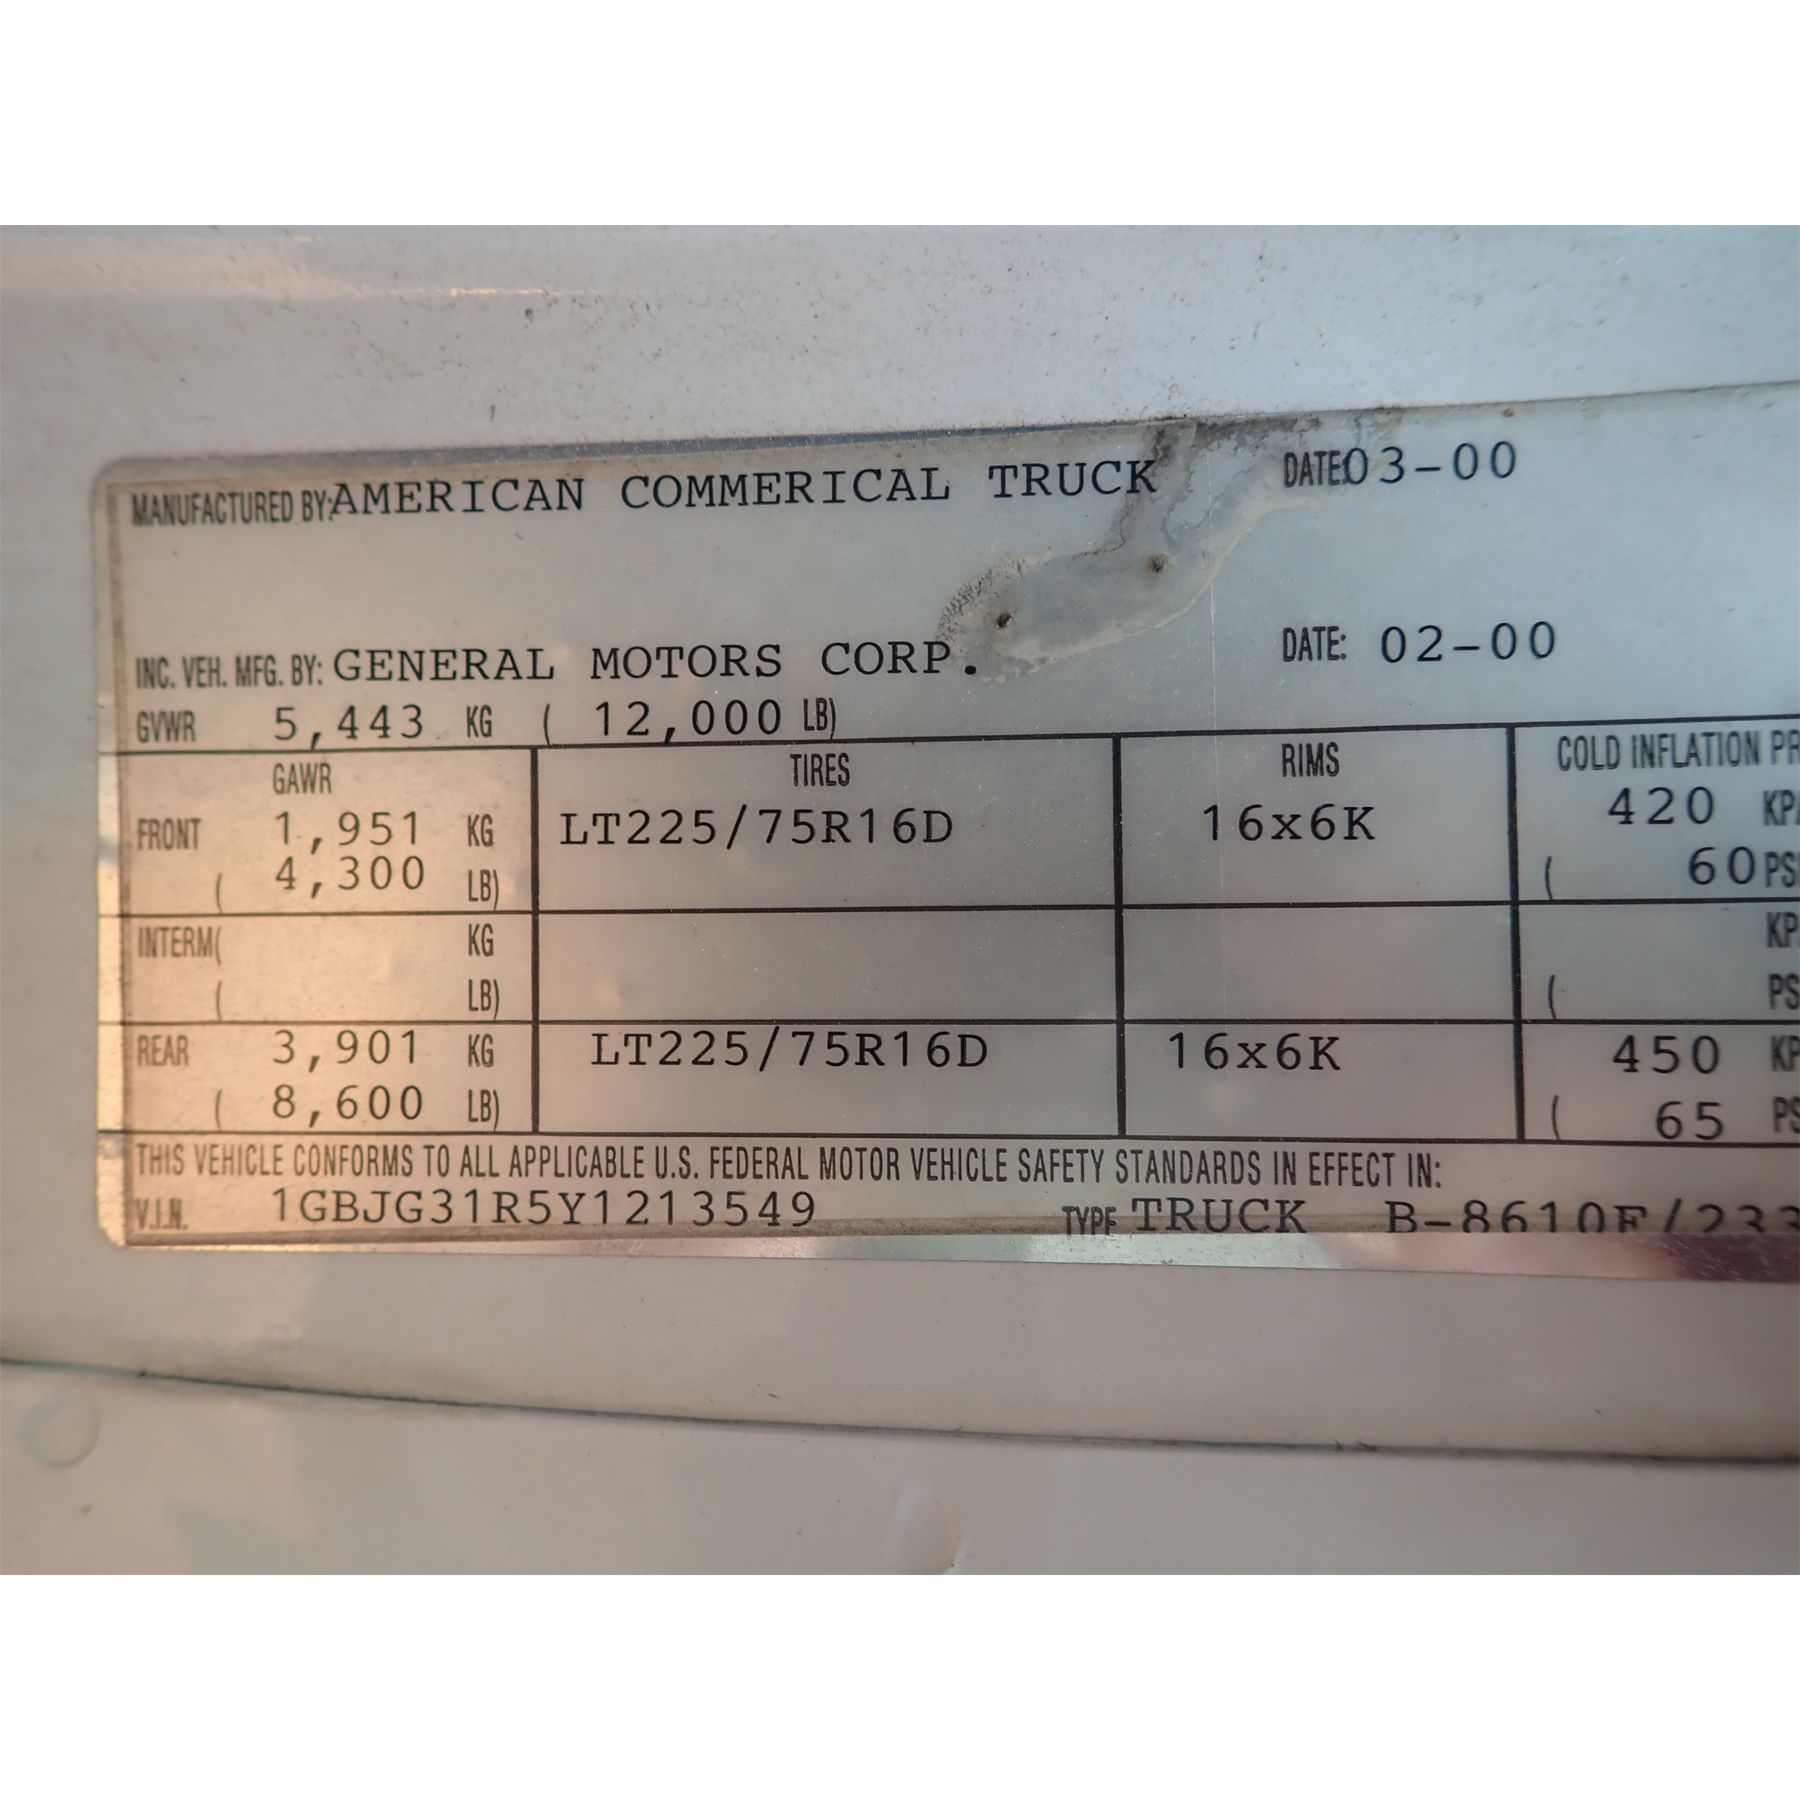 MANUFACTURED BY: AMERICAN COMMERICAL TRUCK DATE: 03-00
INC. VEH. MFG. BY: GENERAL MOTORS CORP. DATE: 02-00
GVWR 5,443 KG ( 12,000 LB)
GAWR TIRES RIMS COLD INFLATION PR
FRONT 1,951 KG LT225/75R16D 16x6K 420 KPA
( 4,300 LB) ( 60 PSI
INTERM( KG KP
( LB) ( PS
REAR 3,901 KG LT225/75R16D 16x6K 450 KP
( 8,600 LB) ( 65 PS
THIS VEHICLE CONFORMS TO ALL APPLICABLE U.S. FEDERAL MOTOR VEHICLE SAFETY STANDARDS IN EFFECT IN:
V.I.N. 1GBJG31R5Y1213549 TYPE TRUCK B-8610F/233